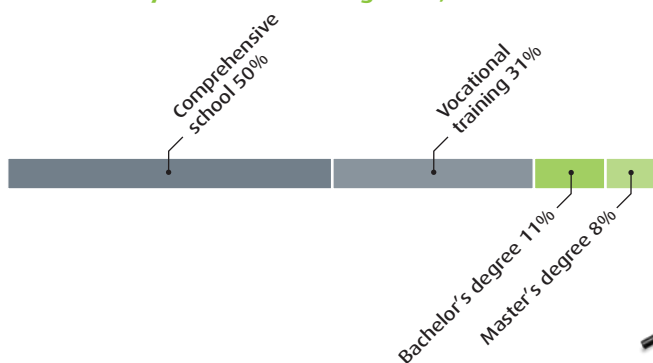 Comprehensive
school 50%
Vocational
training 31%
Bachelor's degree 11%
Master's degree 8%